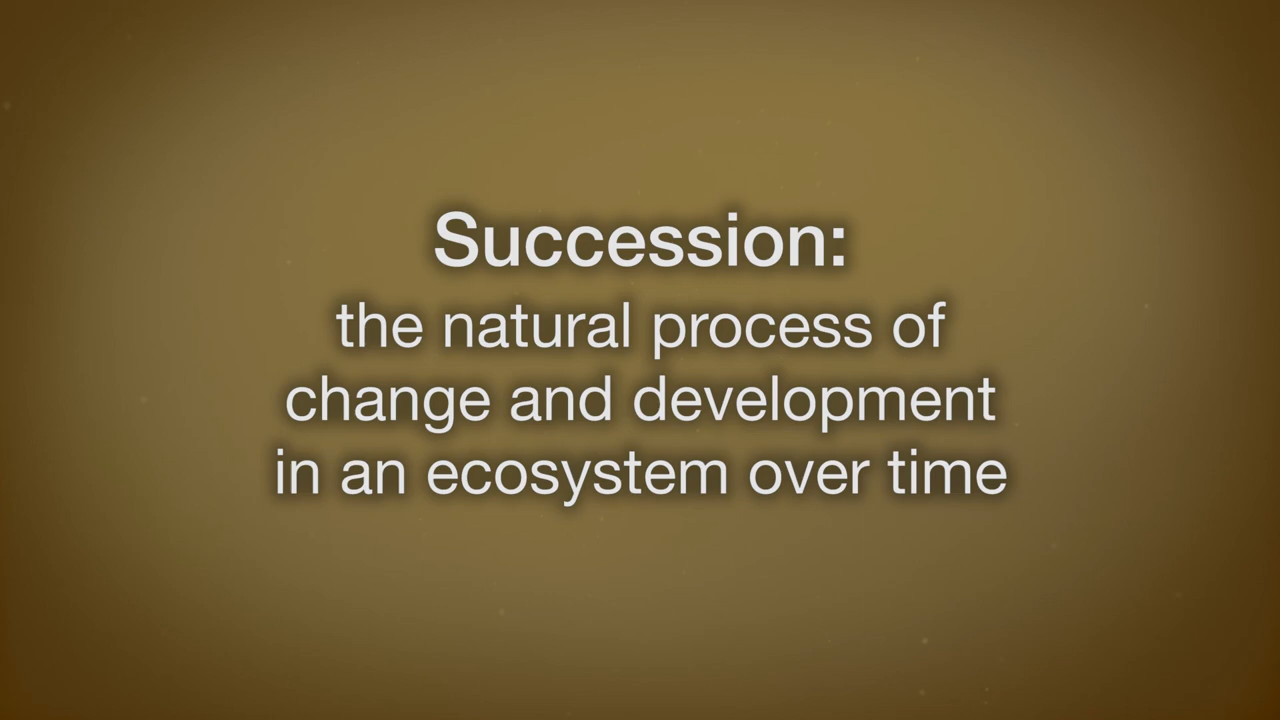 Succession:
the natural process of
change and development
in an ecosystem over time